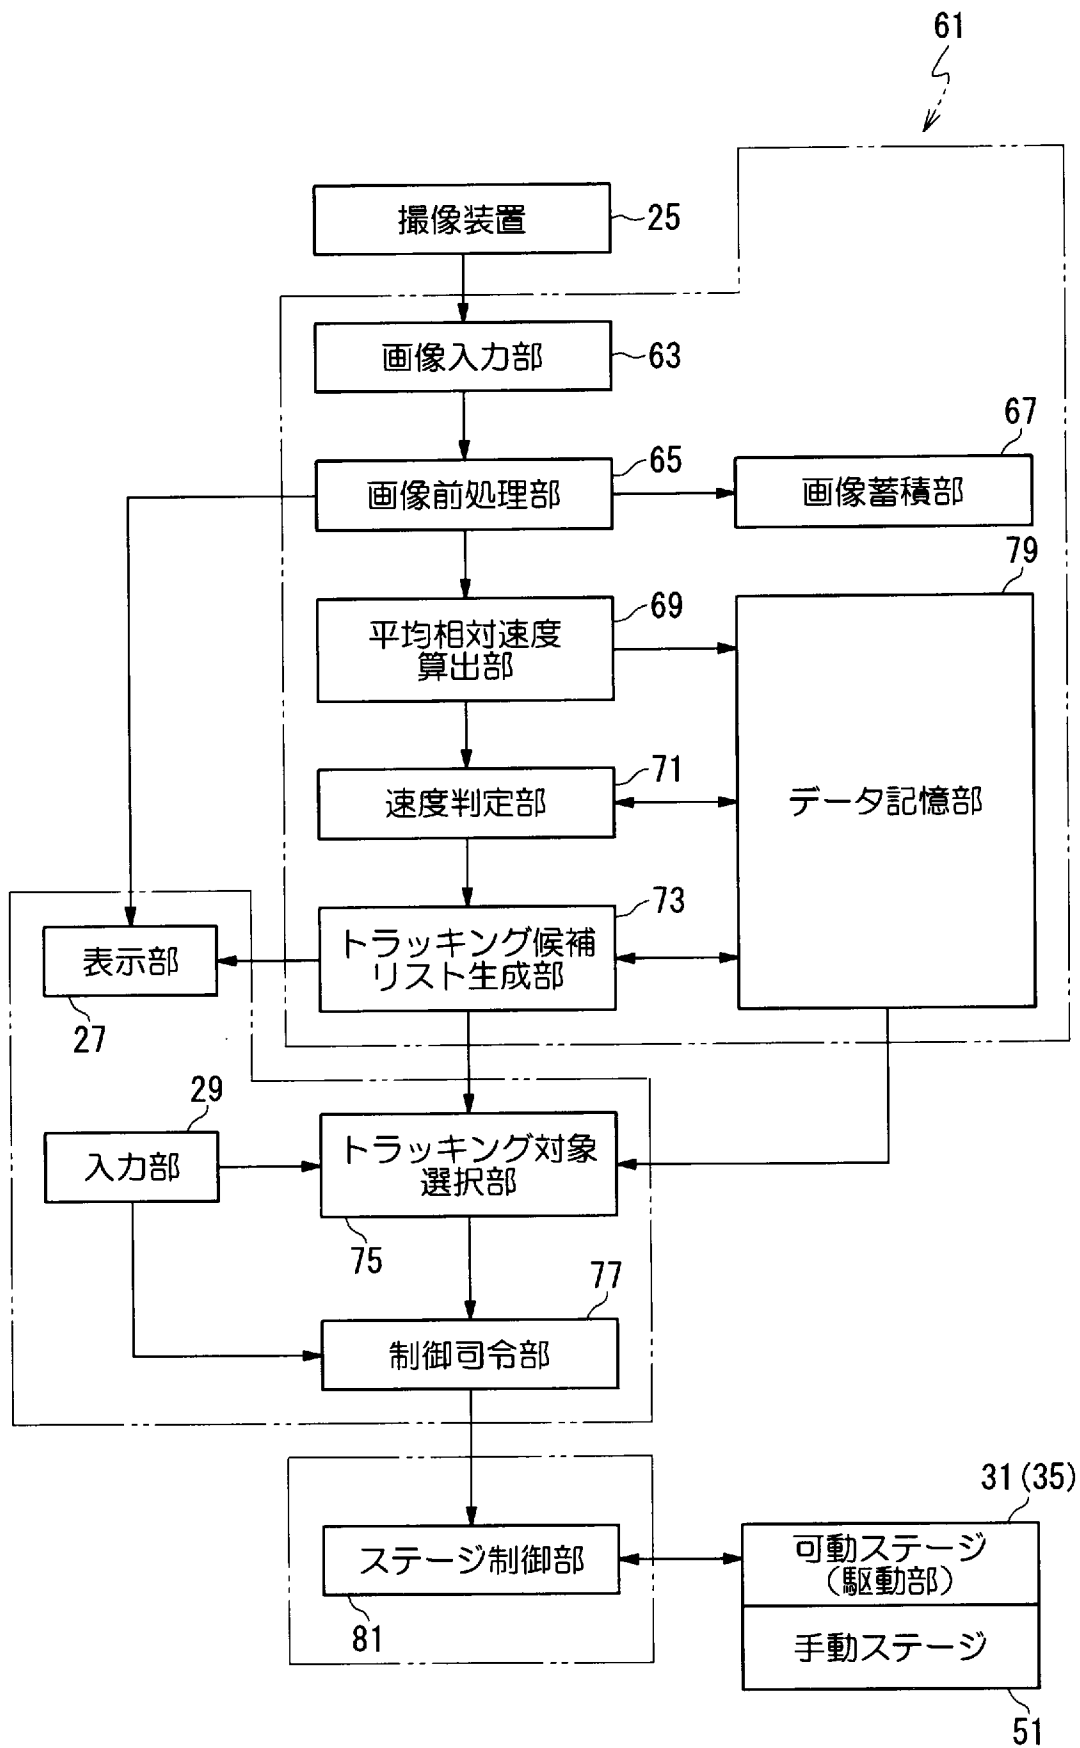 61
撮像装置
25
画像入力部
63
画像前処理部
65
画像蓄積部
67
平均相対速度
算出部
69
データ記憶部
79
速度判定部
71
トラッキング候補
リスト生成部
73
表示部
27
入力部
29
トラッキング対象
選択部
75
制御司令部
77
ステージ制御部
81
31(35)
可動ステージ
(駆動部)
手動ステージ
51